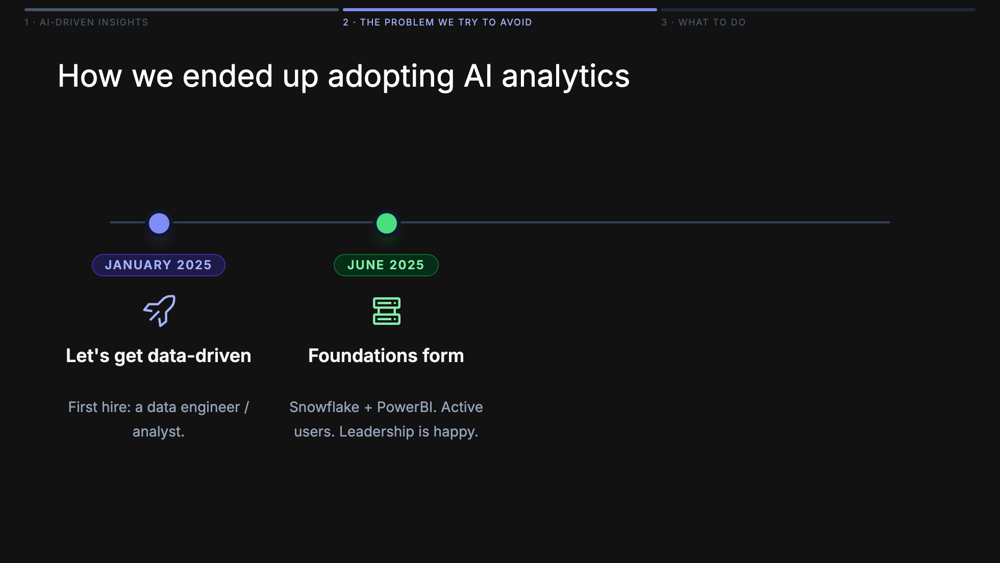 1 · AI-DRIVEN INSIGHTS
2 · THE PROBLEM WE TRY TO AVOID
3 · WHAT TO DO
How we ended up adopting AI analytics
JANUARY 2025
Let's get data-driven
First hire: a data engineer /
analyst.
JUNE 2025
Foundations form
Snowflake + PowerBI. Active
users. Leadership is happy.